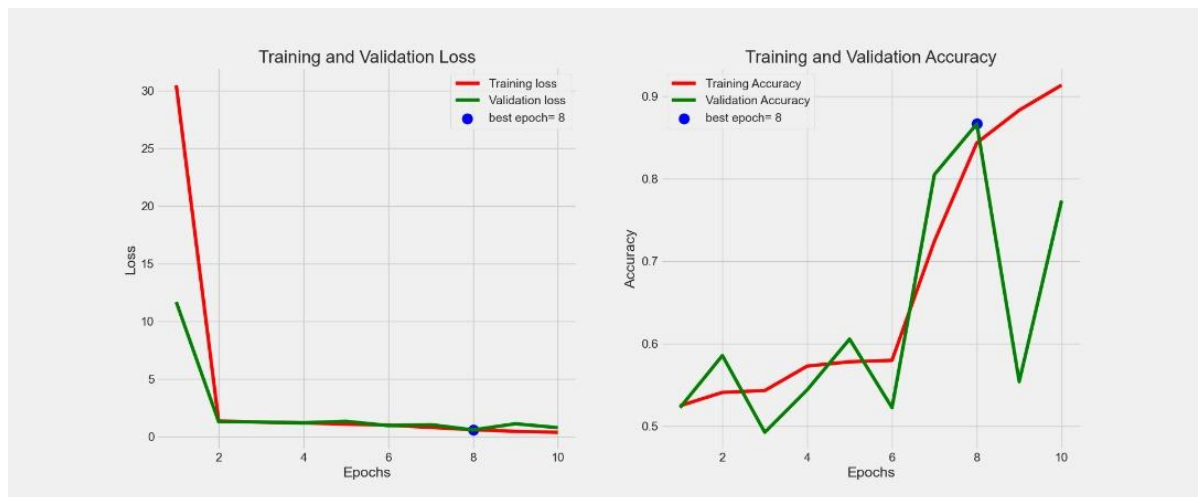 Training and Validation Loss
Training loss
Validation loss
best epoch= 8
30
25
20
15
10
5
0
Loss
2
4
6
8
10
Epochs
Training and Validation Accuracy
Training Accuracy
Validation Accuracy
best epoch= 8
0.9
0.8
0.7
0.6
0.5
Accuracy
2
4
6
8
10
Epochs